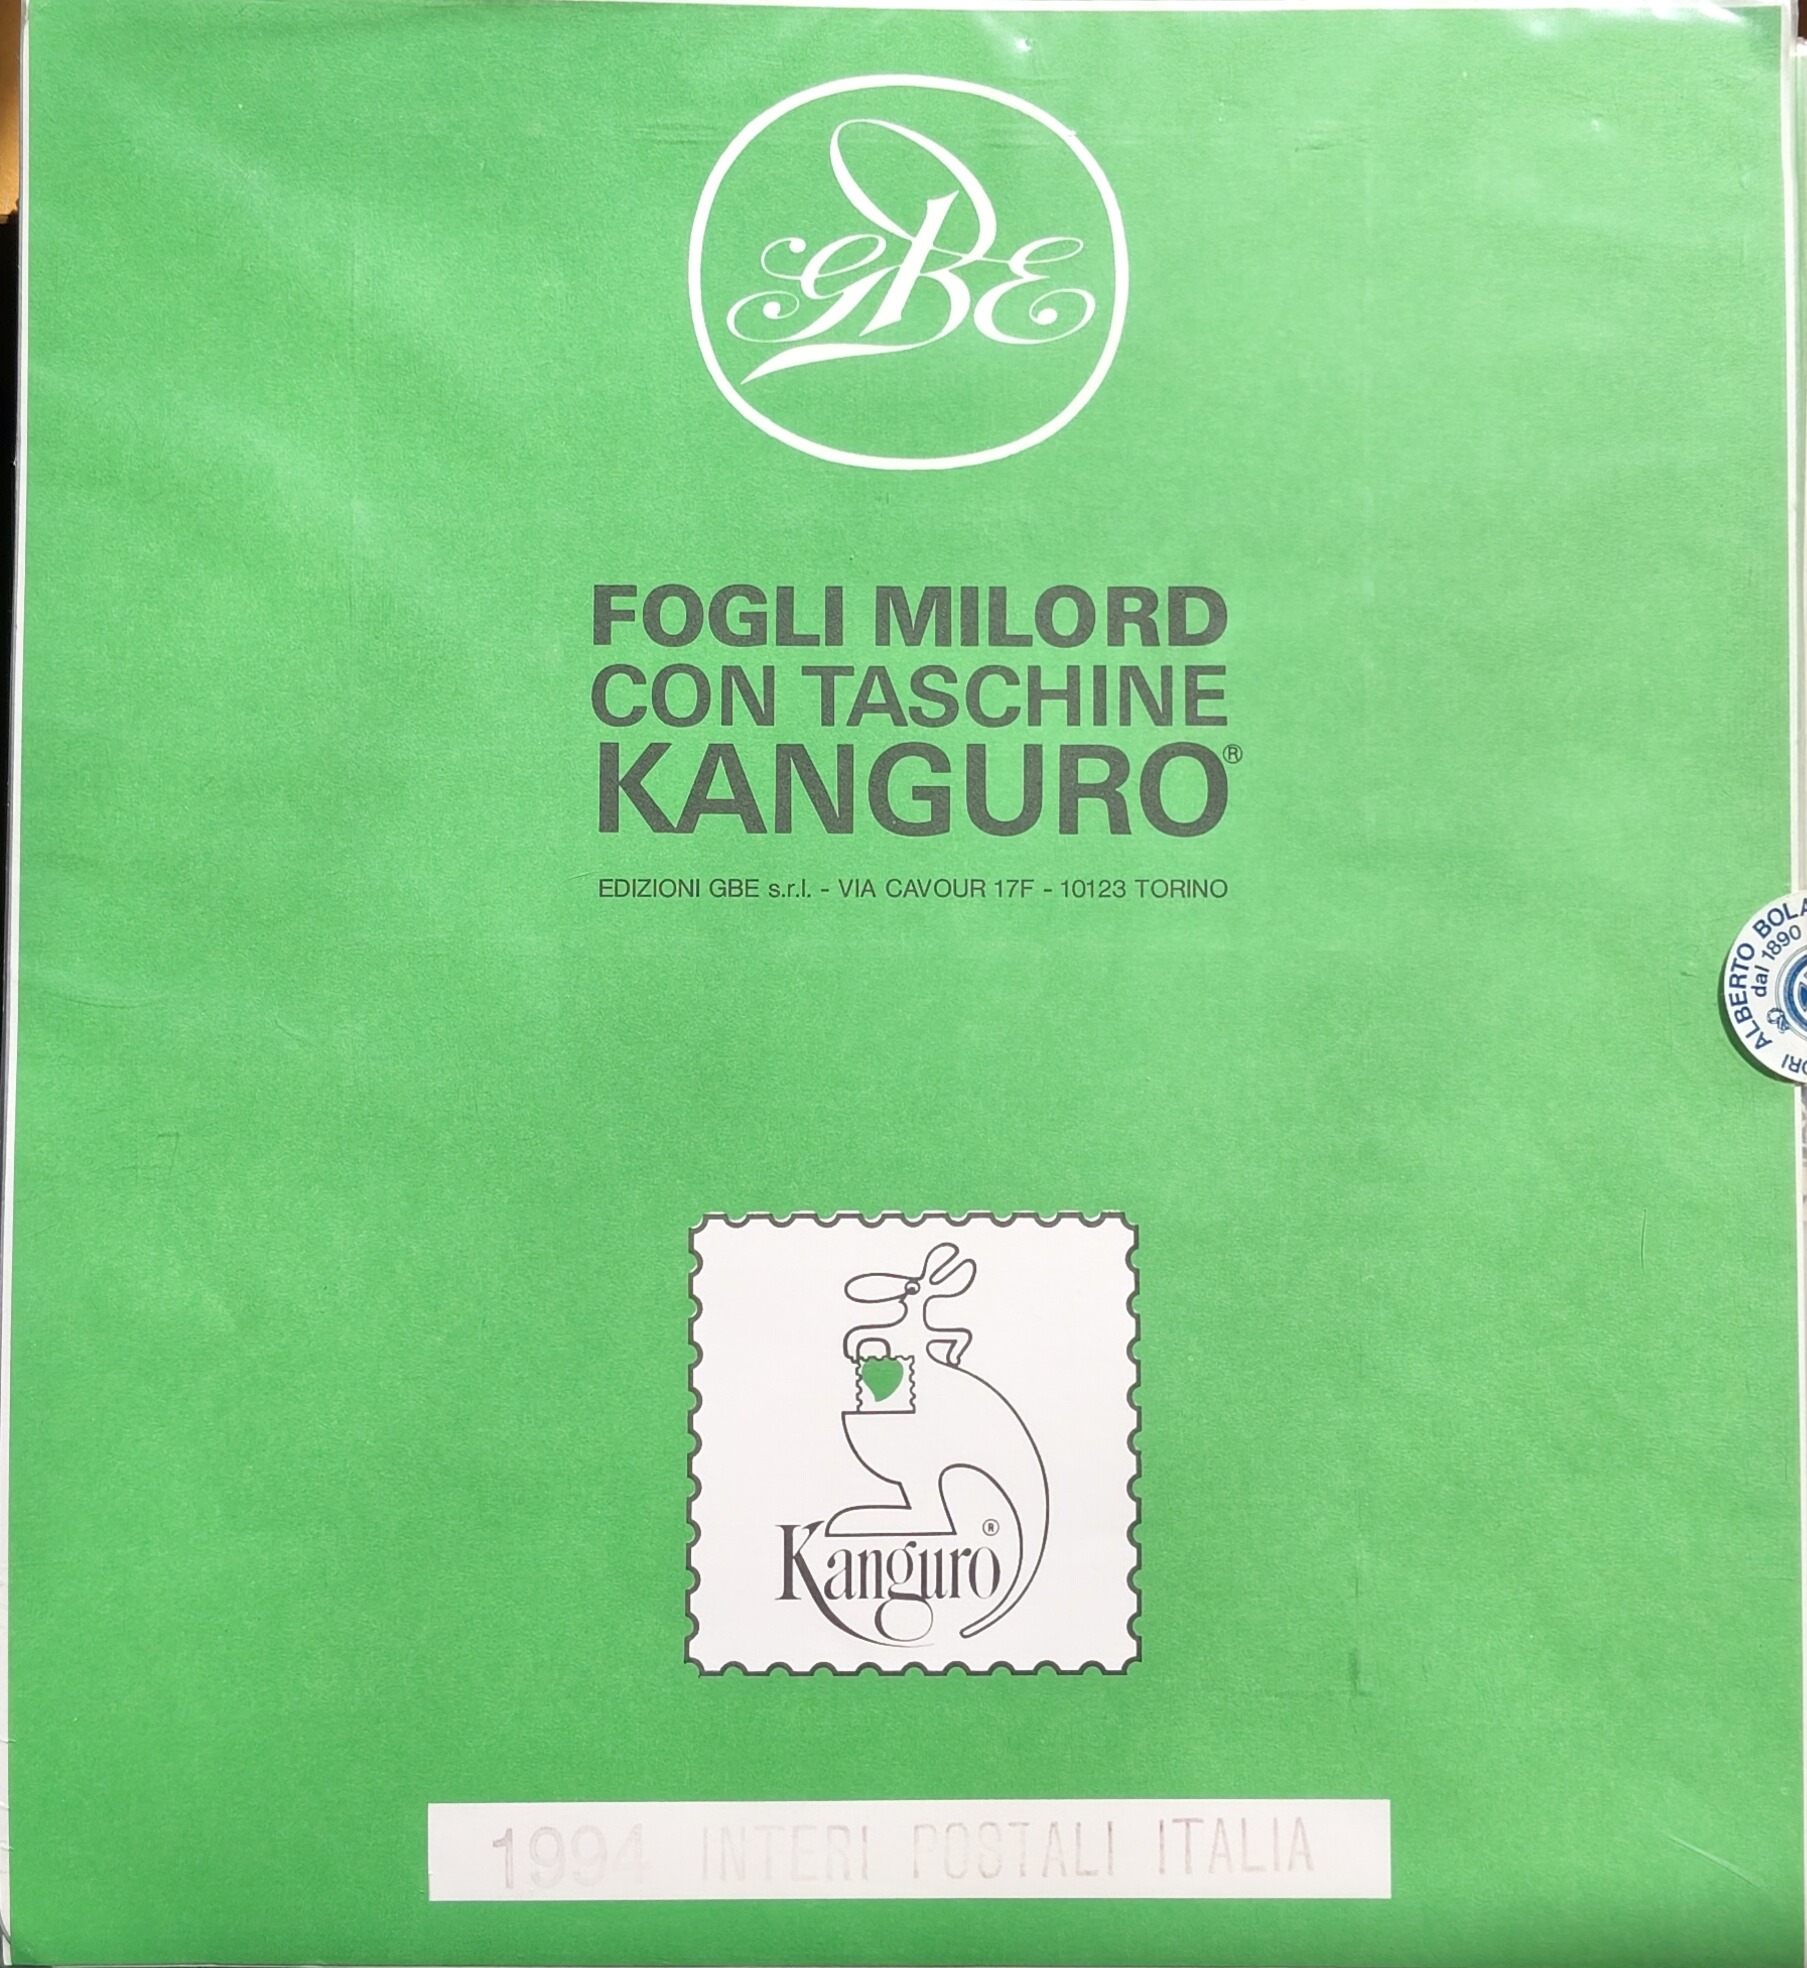 GBE
FOGLI MILORD
CON TASCHINE
KANGURO®
EDIZIONI GBE s.r.l. - VIA CAVOUR 17F - 10123 TORINO
ALBERTO
dal 1890
Kanguro®
1994 INTERI POSTALI ITALIA